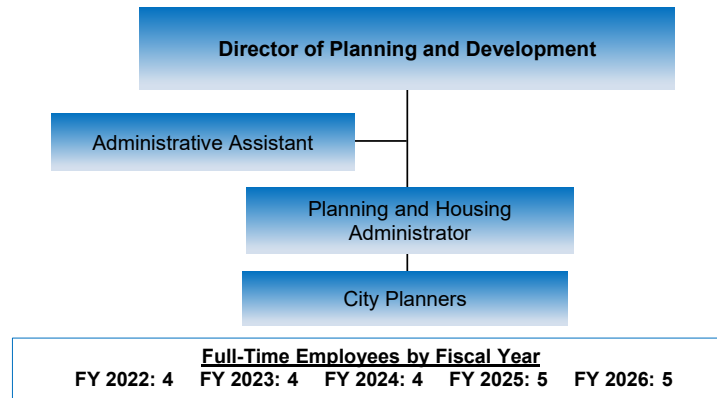 Director of Planning and Development
Administrative Assistant
Planning and Housing
Administrator
City Planners
Full-Time Employees by Fiscal Year
FY 2022: 4 FY 2023: 4 FY 2024: 4 FY 2025: 5 FY 2026: 5